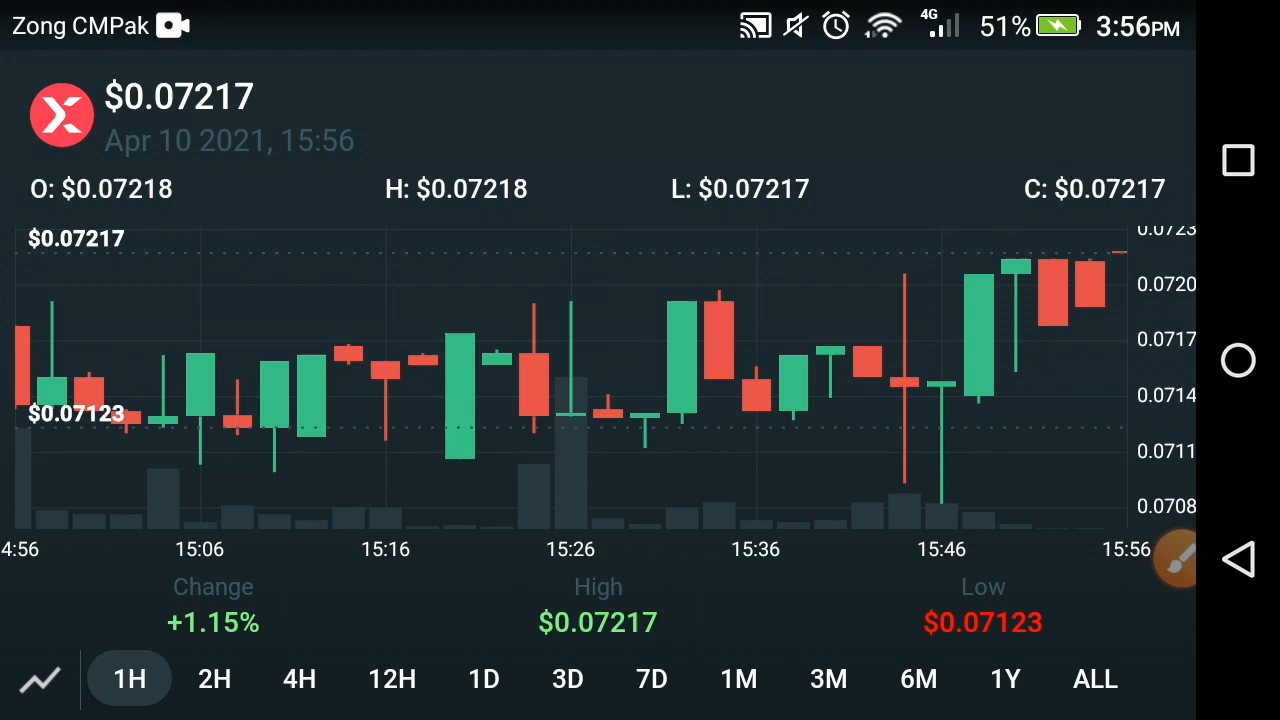 Zong CMPak 4G 51% 3:56PM
$0.07217
Apr 10 2021, 15:56
O: $0.07218 H: $0.07218 L: $0.07217 C: $0.07217
$0.07217
0.0723
0.0720
0.0717
0.0714
$0.07123
0.0711
0.0708
4:56 15:06 15:16 15:26 15:36 15:46 15:56
Change High Low
+1.15% $0.07217 $0.07123
1H 2H 4H 12H 1D 3D 7D 1M 3M 6M 1Y ALL